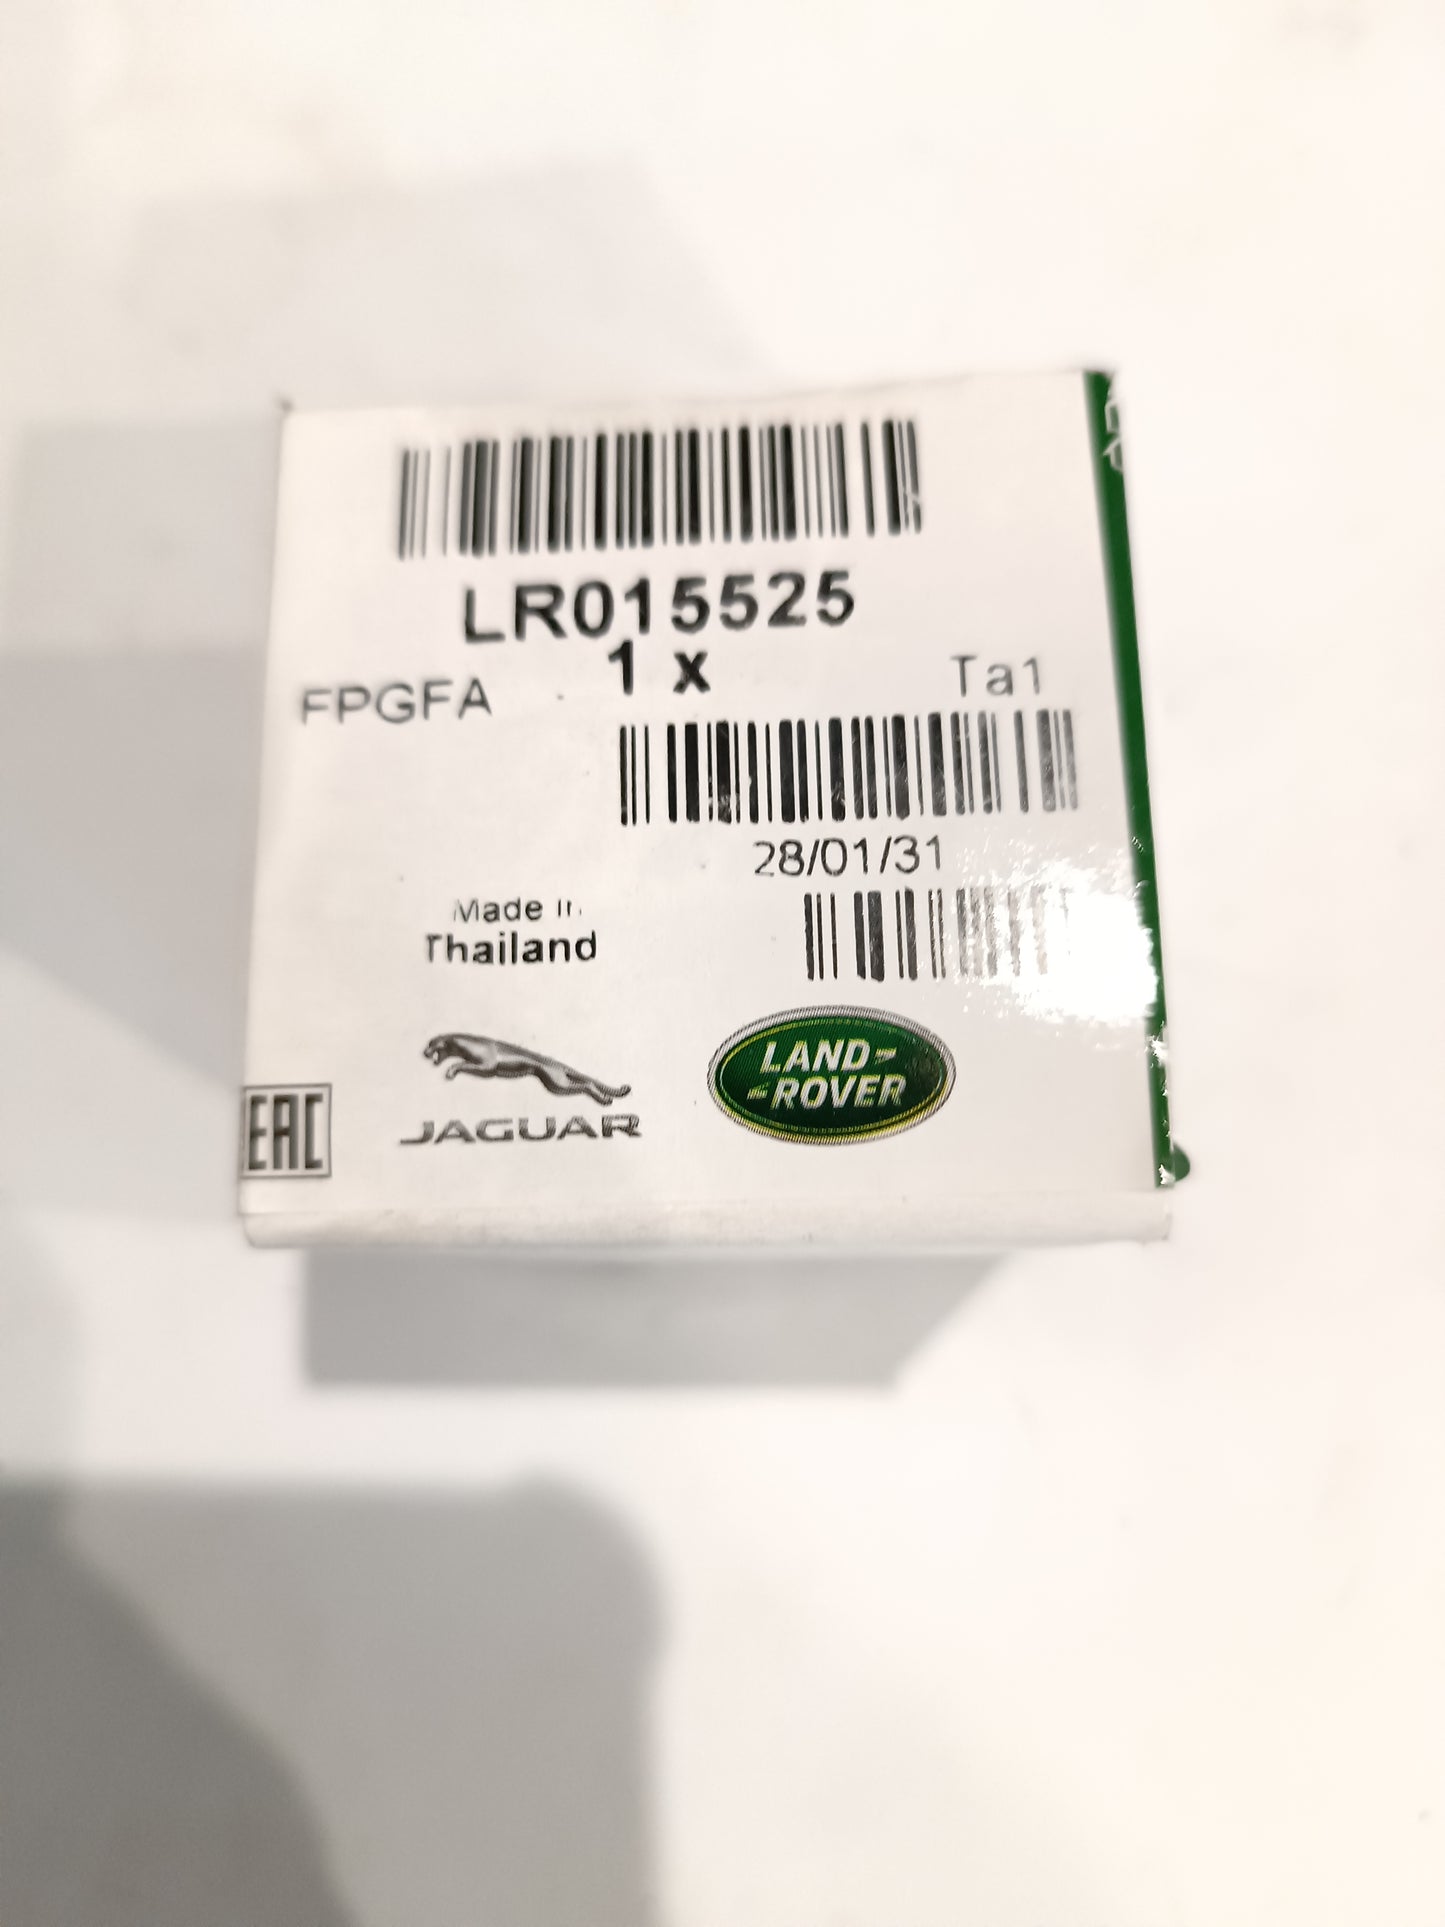 LR015525
1 x
FPGFA
Ta1
28/01/31
Made in
Thailand
EAC
JAGUAR
LAND
ROVER